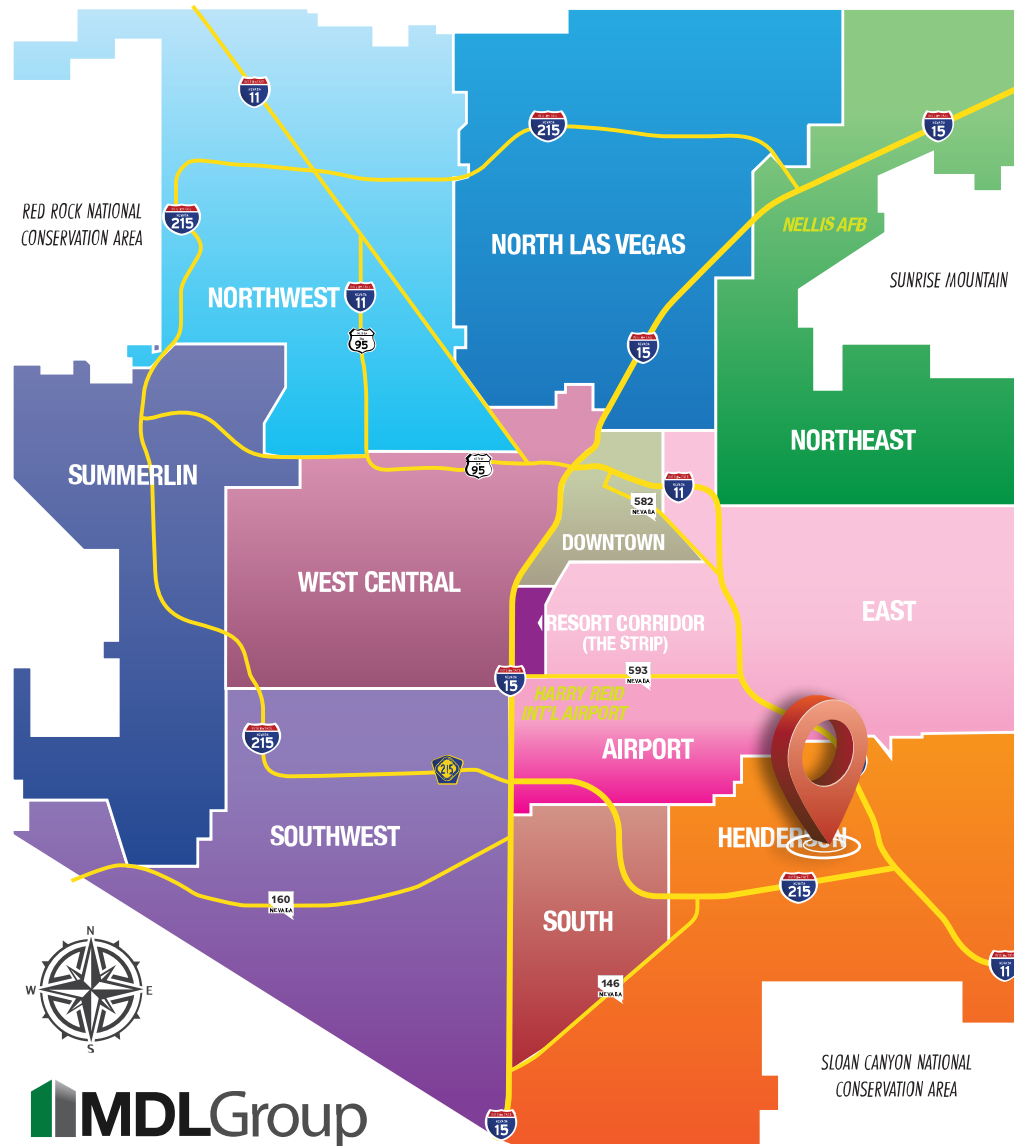 11
215
15
RED ROCK NATIONAL
CONSERVATION AREA
215
NELLIS AFB
NORTH LAS VEGAS
SUNRISE MOUNTAIN
NORTHWEST
11
95
15
NORTHEAST
SUMMERLIN
95
11
582
NEVADA
DOWNTOWN
WEST CENTRAL
EAST
RESORT CORRIDOR
(THE STRIP)
593
NEVADA
15
HARRY REID
INT'L AIRPORT
215
AIRPORT
215
SOUTHWEST
HENDERSON
215
160
NEVADA
SOUTH
N
W
E
S
146
NEVADA
11
SLOAN CANYON NATIONAL
CONSERVATION AREA
MDLGroup
15